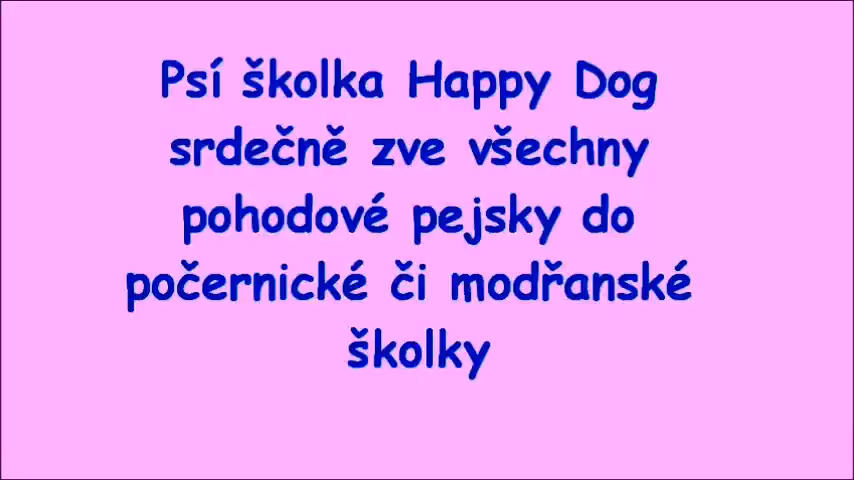 Psí školka Happy Dog
srdečně zve všechny
pohodové pejsky do
počernické či modřanské
školky